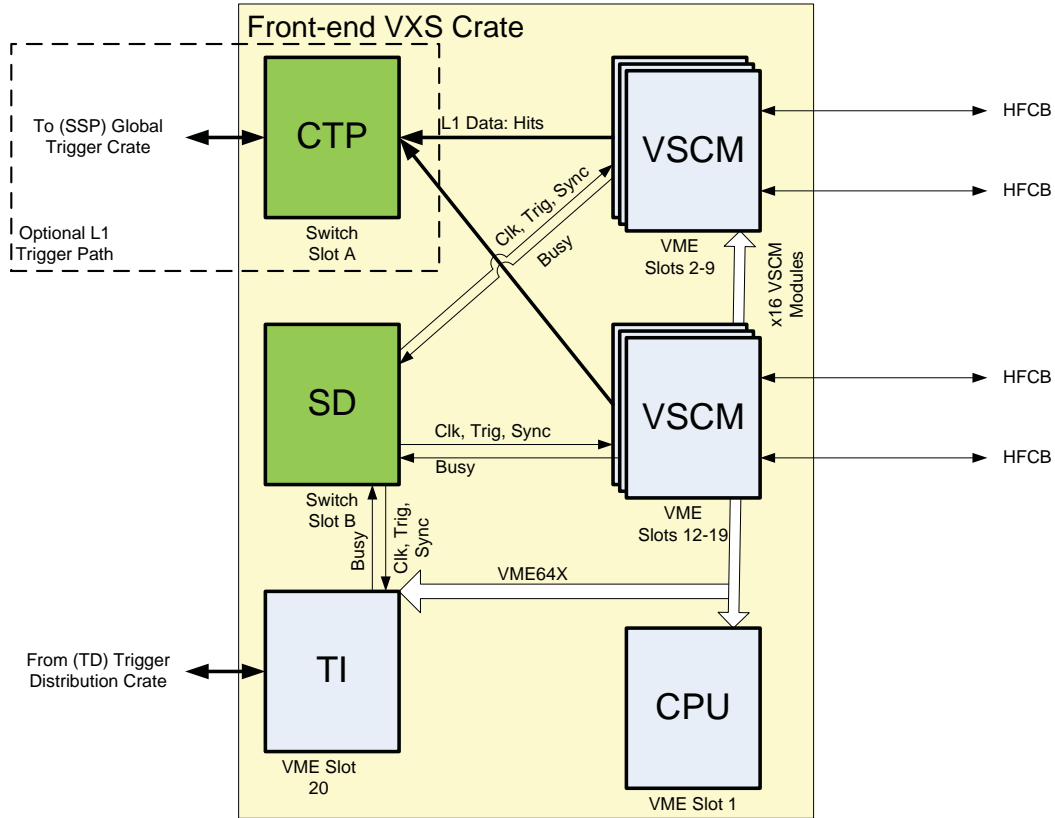 Front-end VXS Crate
To (SSP) Global
Trigger Crate
CTP
L1 Data: Hits
VSCM
HFCB
HFCB
Optional L1
Trigger Path
Switch
Slot A
Clk, Trig, Sync
Busy
VME
Slots 2-9
x16 VSCM
Modules
SD
Clk, Trig, Sync
Busy
VSCM
HFCB
HFCB
Switch
Slot B
Busy
Clk, Trig,
Sync
VME
Slots 12-19
VME64X
From (TD) Trigger
Distribution Crate
TI
CPU
VME Slot
20
VME Slot 1